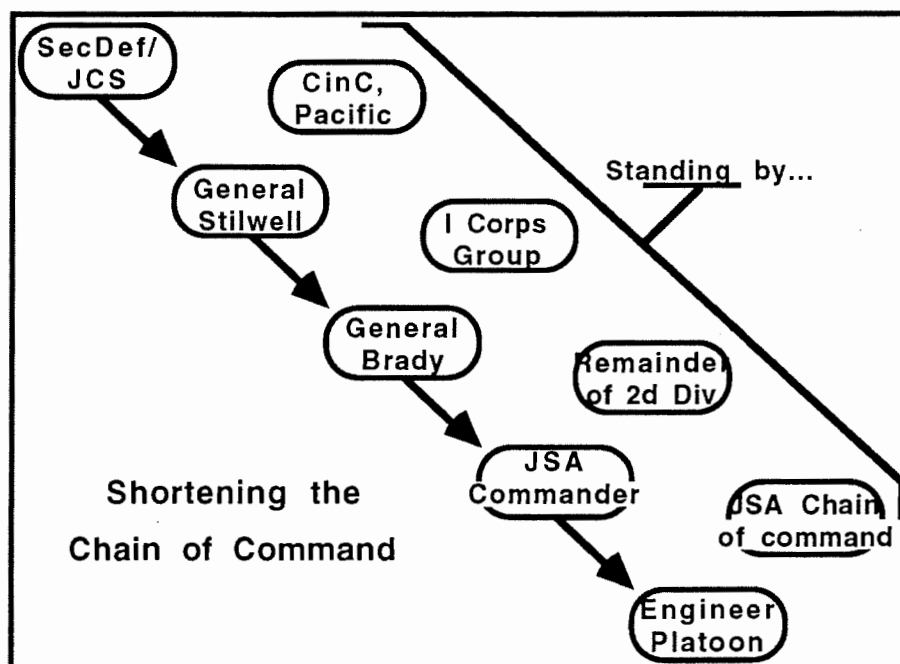 SecDef/
JCS
CinC,
Pacific
Standing by...
General
Stilwell
I Corps
Group
General
Brady
Remainder
of 2d Div
JSA
Commander
Shortening the
Chain of Command
JSA Chain
of command
Engineer
Platoon